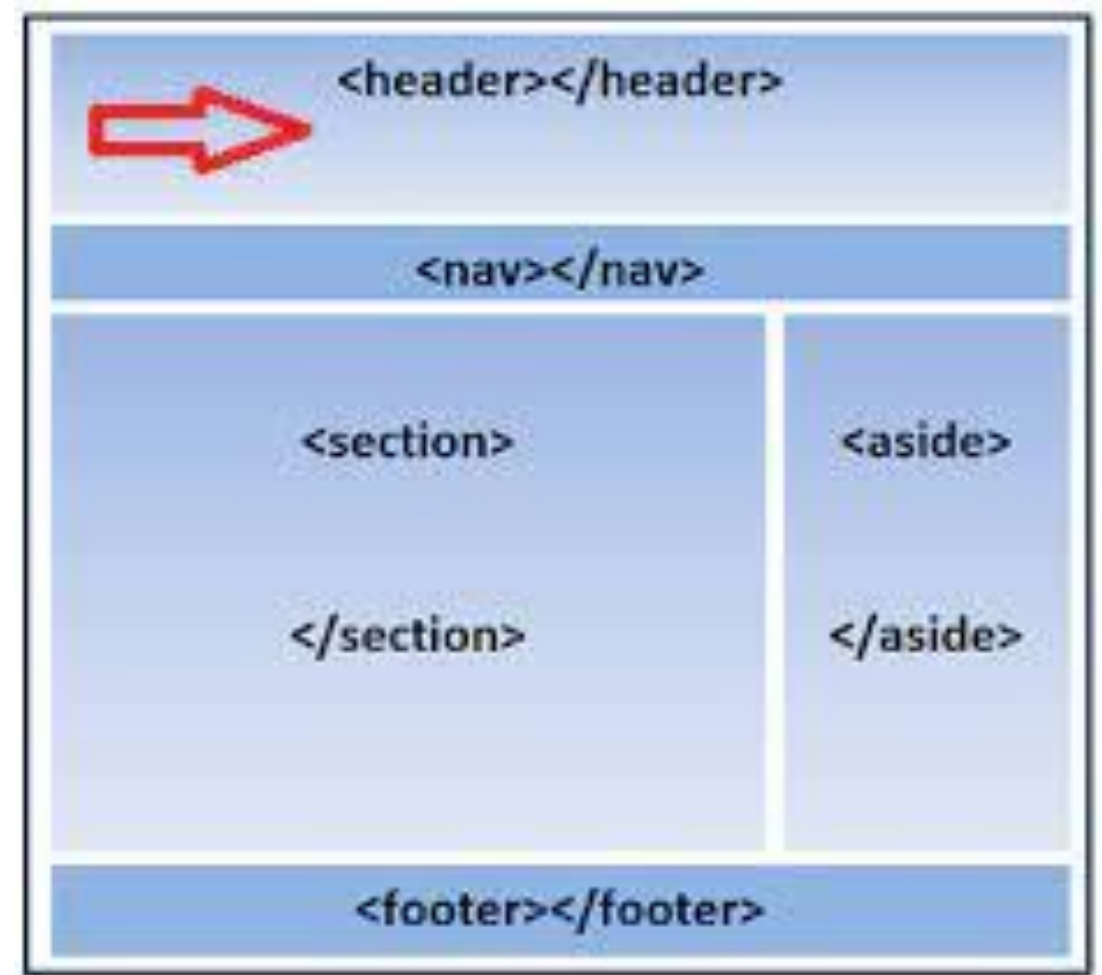 <header></header>
<nav></nav>
<section>
</section>
<aside>
</aside>
<footer></footer>